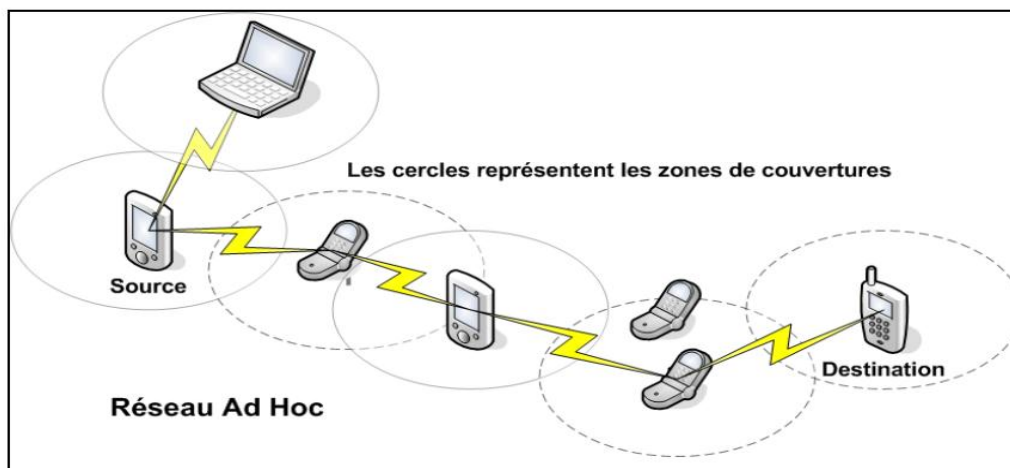 Les cercles représentent les zones de couvertures
Source
Destination
Réseau Ad Hoc